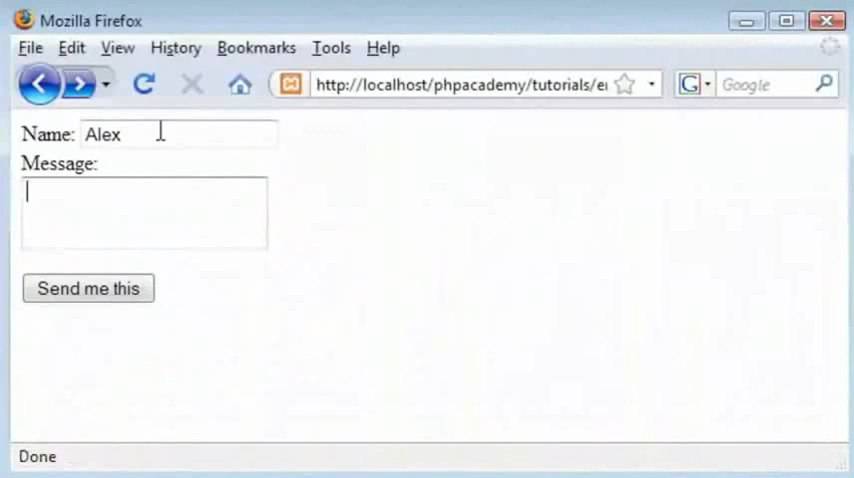 Mozilla Firefox
File Edit View History Bookmarks Tools Help
http://localhost/phpacademy/tutorials/ G Google
Name: Alex
Message:
Send me this
Done